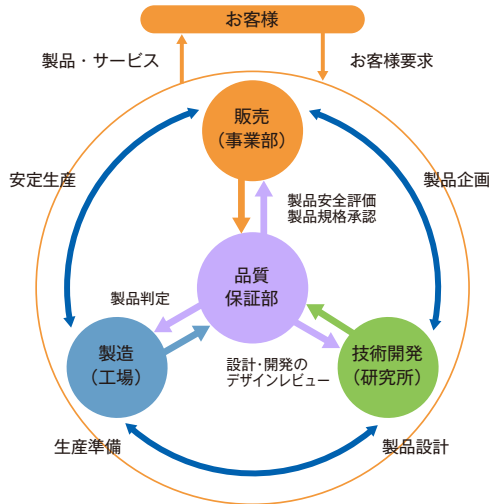 お客様
製品・サービス
お客様要求
販売
（事業部）
安定生産
製品企画
製品安全評価
製品規格承認
品質
保証部
製品判定
製造
（工場）
設計・開発の
デザインレビュー
技術開発
（研究所）
生産準備
製品設計